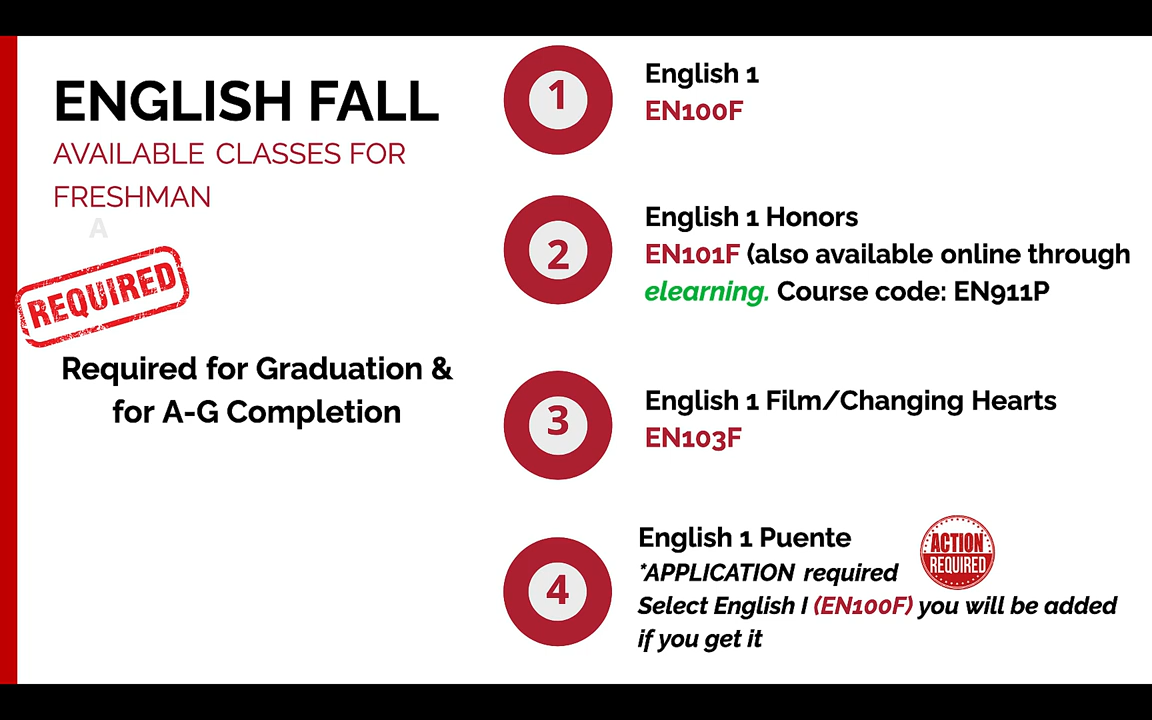 ENGLISH FALL
AVAILABLE CLASSES FOR
FRESHMAN
A
REQUIRED
Required for Graduation &
for A-G Completion
1
English 1
EN100F
2
English 1 Honors
EN101F (also available online through
elearning. Course code: EN911P
3
English 1 Film/Changing Hearts
EN103F
4
English 1 Puente
*APPLICATION required
Select English I (EN100F) you will be added
if you get it
ACTION
REQUIRED